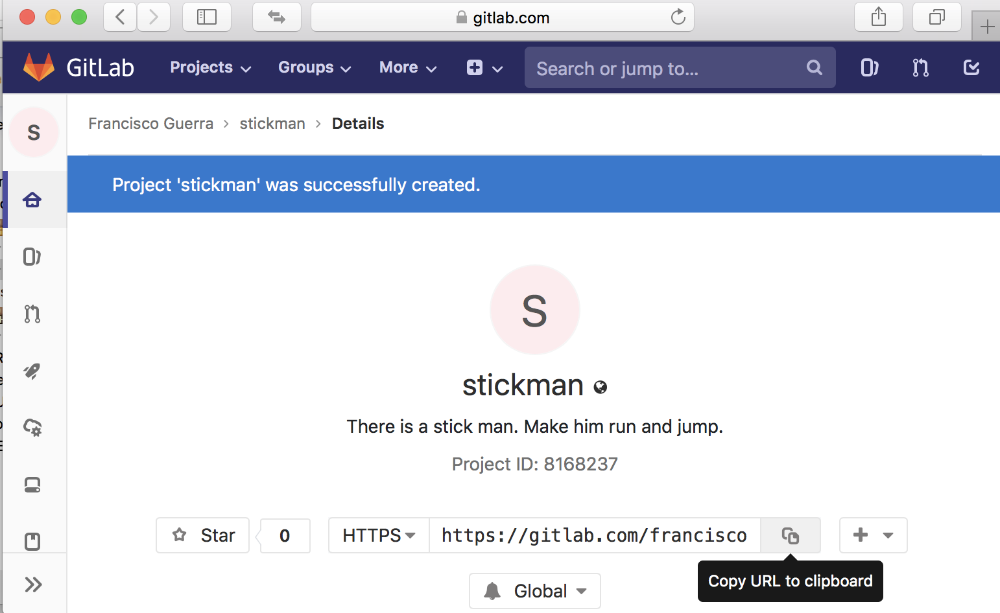 gitlab.com
GitLab Projects Groups More Search or jump to...
S
Francisco Guerra > stickman > Details
Project 'stickman' was successfully created.
S
stickman
There is a stick man. Make him run and jump.
Project ID: 8168237
Star 0 HTTPS https://gitlab.com/francisco
Copy URL to clipboard
Global